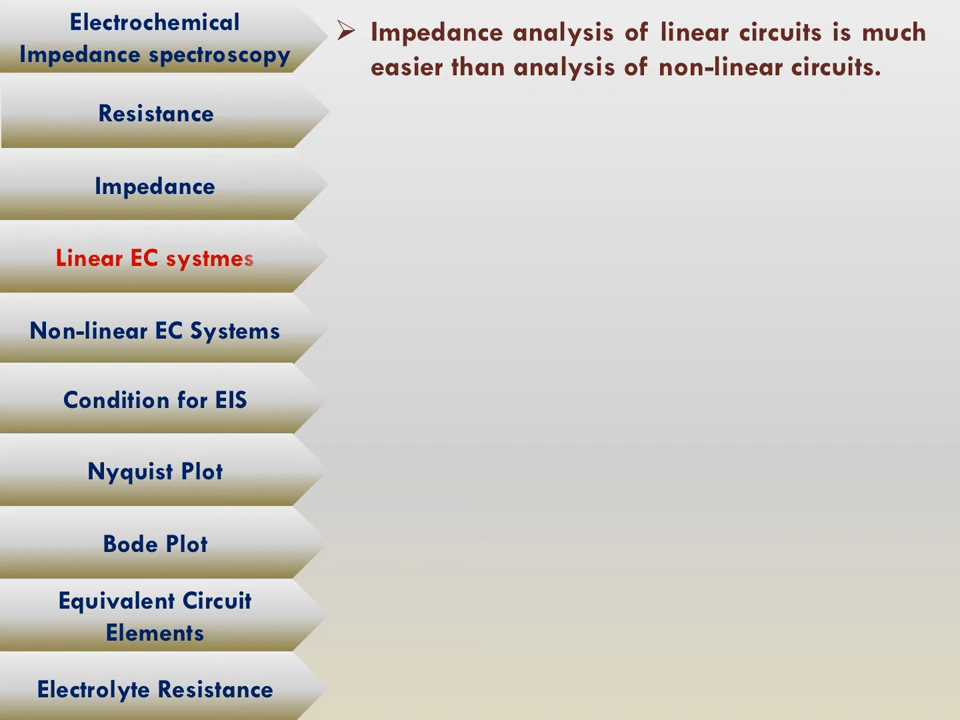 Electrochemical
Impedance spectroscopy
Resistance
Impedance
Linear EC systmes
Non-linear EC Systems
Condition for EIS
Nyquist Plot
Bode Plot
Equivalent Circuit
Elements
Electrolyte Resistance
➢ Impedance analysis of linear circuits is much
easier than analysis of non-linear circuits.